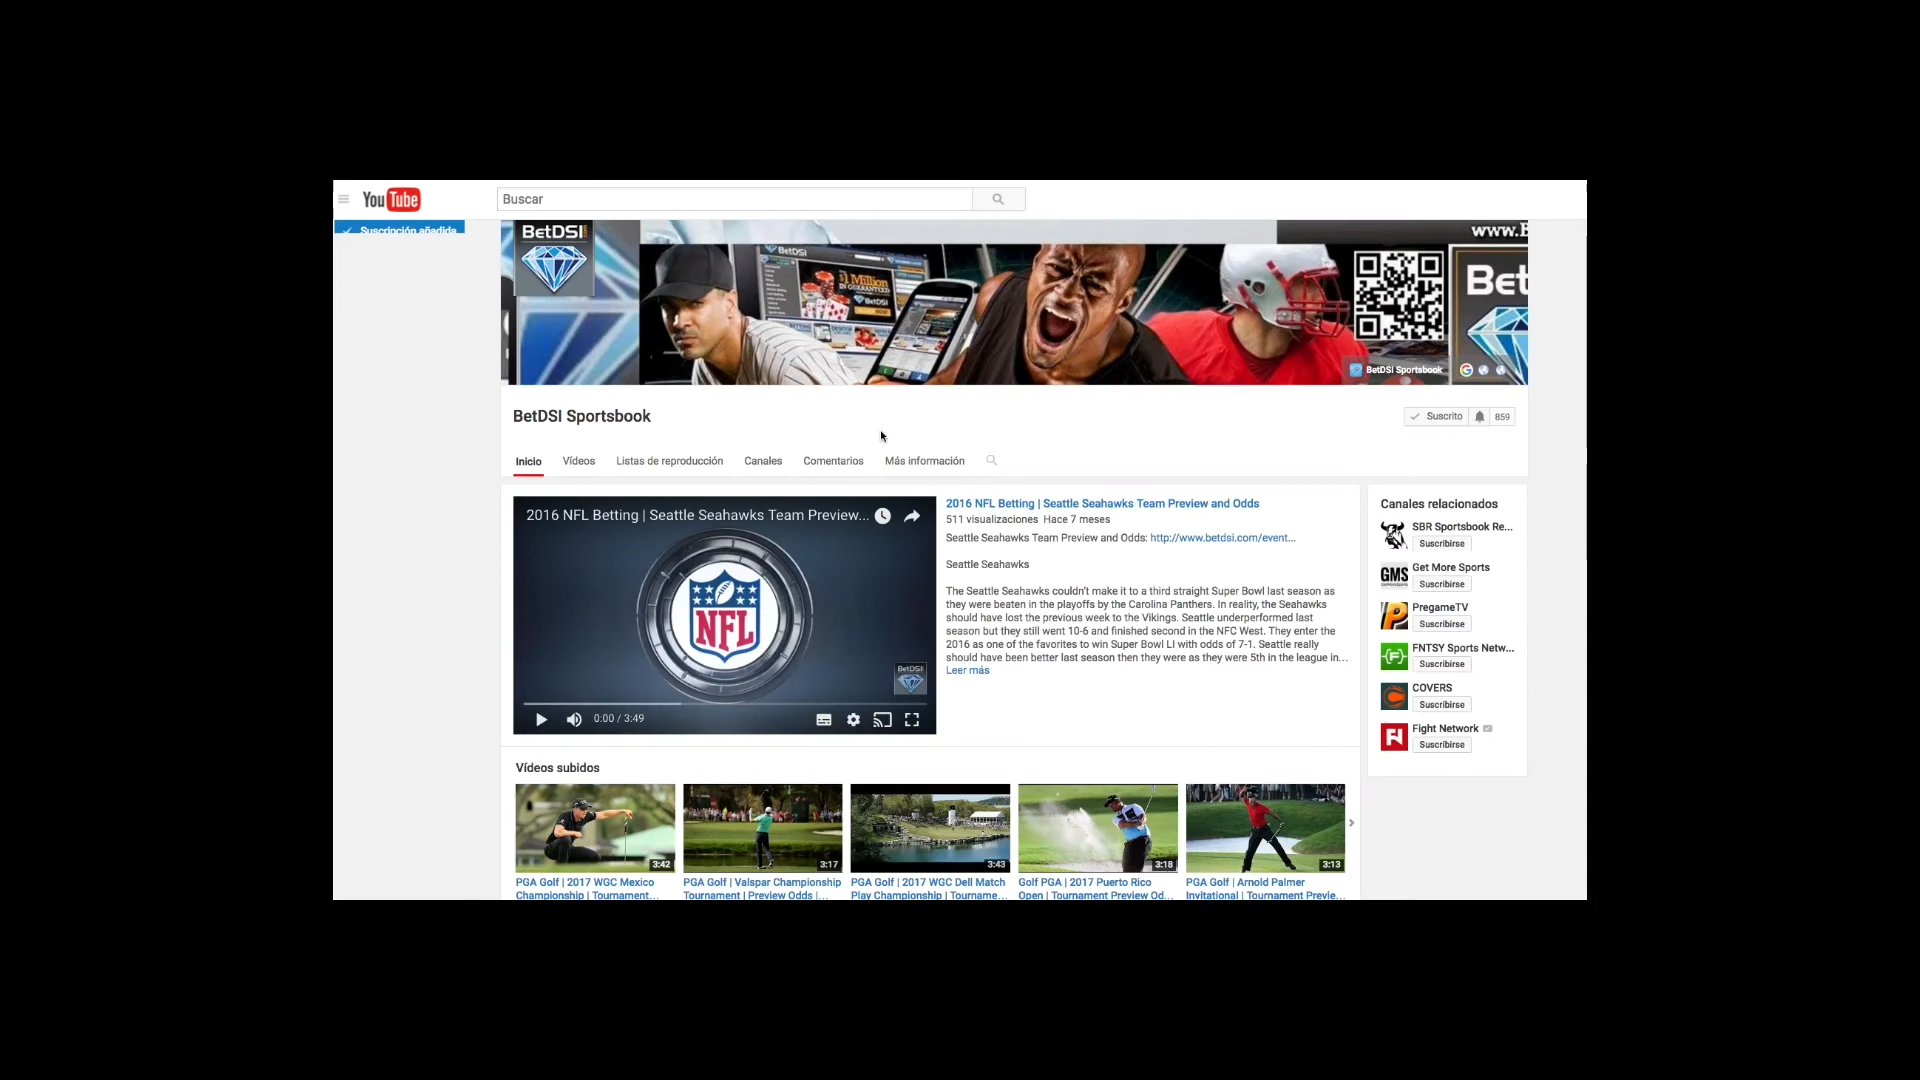 You Tube
Buscar
Suscripción añadida
BetDSI
www.B
BetDSI
$1 Million
IN GUARANTEED
BetDSI
Bet
BetDSI Sportsbook
BetDSI Sportsbook
Suscrito 859
Inicio Vídeos Listas de reproducción Canales Comentarios Más información
2016 NFL Betting | Seattle Seahawks Team Preview...
NFL
BetDSI
0:00 / 3:49
2016 NFL Betting | Seattle Seahawks Team Preview and Odds
511 visualizaciones Hace 7 meses
Seattle Seahawks Team Preview and Odds: http://www.betdsi.com/event...
Seattle Seahawks
The Seattle Seahawks couldn't make it to a third straight Super Bowl last season as
they were beaten in the playoffs by the Carolina Panthers. In reality, the Seahawks
should have lost the previous week to the Vikings. Seattle underperformed last
season but they still went 10-6 and finished second in the NFC West. They enter the
2016 as one of the favorites to win Super Bowl LI with odds of 7-1. Seattle really
should have been better last season then they were as they were 5th in the league in...
Leer más
Canales relacionados
SBR Sportsbook Re...
Suscribirse
GMS
Get More Sports
Suscribirse
PregameTV
Suscribirse
FNTSY Sports Netw...
Suscribirse
COVERS
Suscribirse
Fight Network
Suscribirse
Vídeos subidos
3:42
3:17
3:43
3:18
3:13
PGA Golf | 2017 WGC Mexico
Championship | Tournament...
PGA Golf | Valspar Championship
Tournament | Preview Odds |...
PGA Golf | 2017 WGC Dell Match
Play Championship | Tourname...
Golf PGA | 2017 Puerto Rico
Open | Tournament Preview Od...
PGA Golf | Arnold Palmer
Invitational | Tournament Previe...